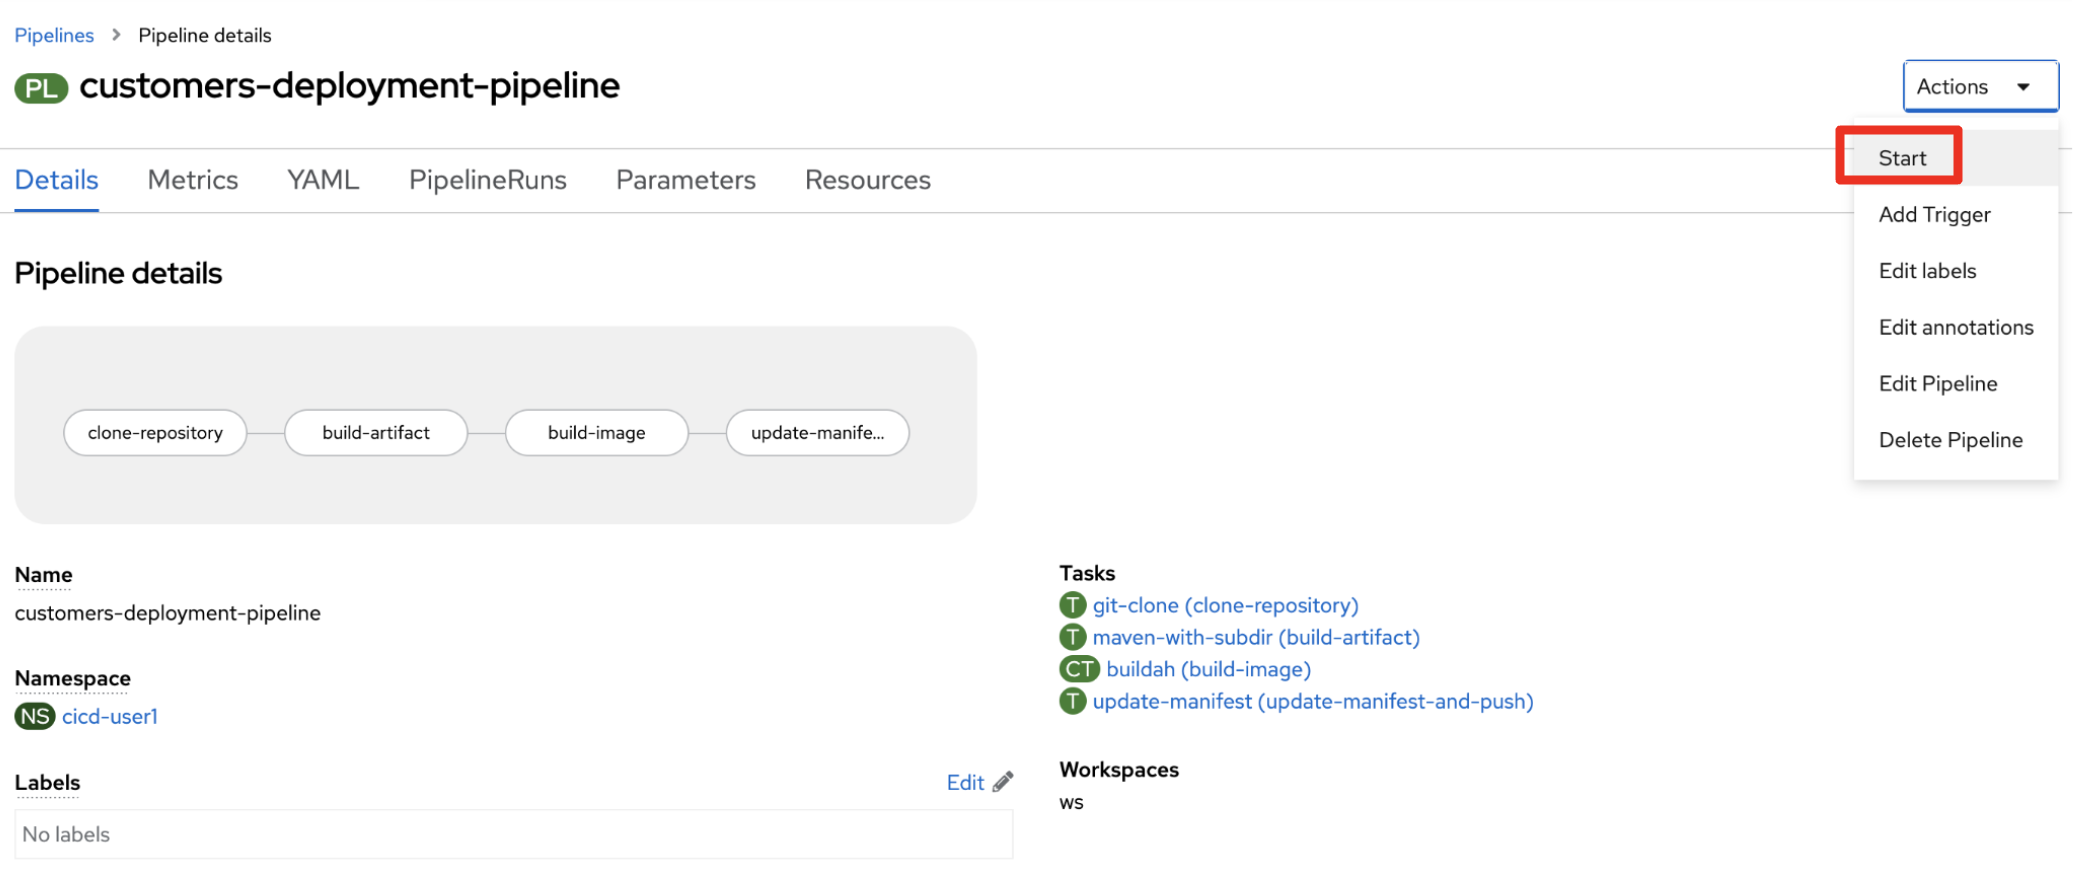 Pipelines > Pipeline details
PL customers-deployment-pipeline
Actions
Start
Add Trigger
Edit labels
Edit annotations
Edit Pipeline
Delete Pipeline
Details Metrics YAML PipelineRuns Parameters Resources
Pipeline details
clone-repository build-artifact build-image update-manife...
Name
customers-deployment-pipeline
Namespace
NS cicd-user1
Labels Edit
No labels
Tasks
T git-clone (clone-repository)
T maven-with-subdir (build-artifact)
CT buildah (build-image)
T update-manifest (update-manifest-and-push)
Workspaces
ws